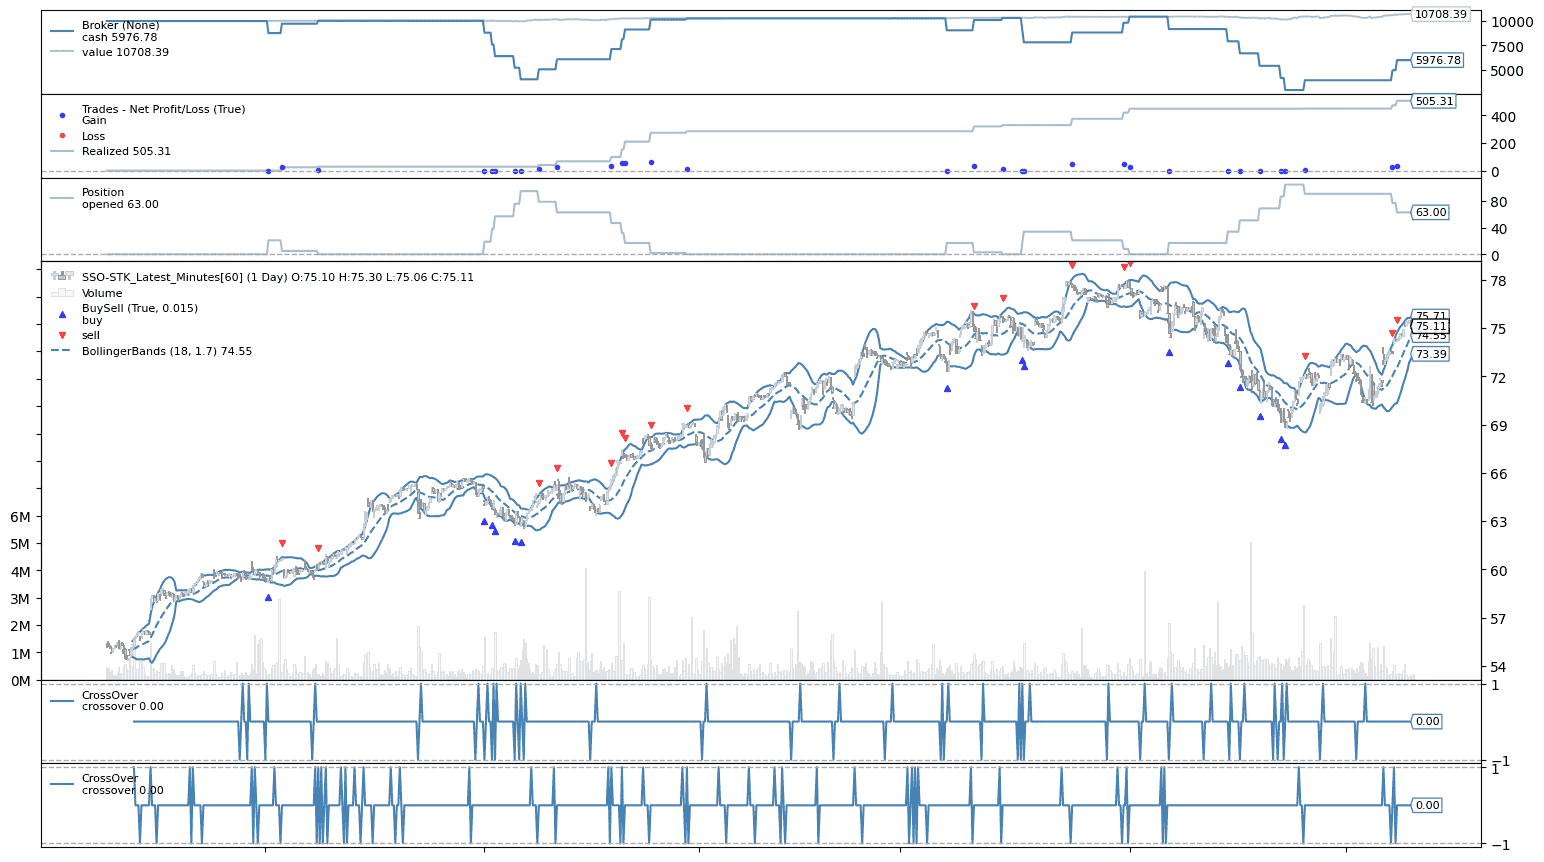 Broker (None)
cash 5976.78
value 10708.39
10708.39
10000
7500
5976.78
5000
Trades - Net Profit/Loss (True)
Gain
Loss
Realized 505.31
505.31
400
200
0
Position
opened 63.00
80
63.00
40
0
SSO-STK_Latest_Minutes[60] (1 Day) O:75.10 H:75.30 L:75.06 C:75.11
Volume
BuySell (True, 0.015)
buy
sell
BollingerBands (18, 1.7) 74.55
78
75.71
75
75.11
74.55
73.39
72
69
66
63
60
57
54
6M
5M
4M
3M
2M
1M
0M
CrossOver
crossover 0.00
1
0.00
−1
CrossOver
crossover 0.00
1
0.00
−1